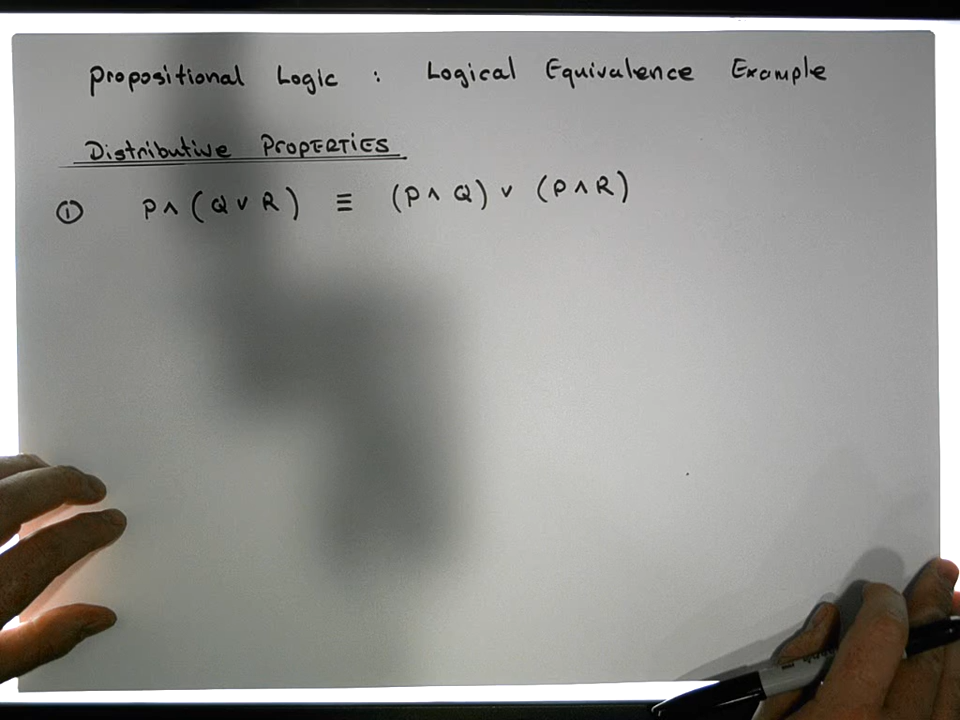 Propositional Logic : Logical Equivalence Example
Distributive Properties
① P ∧ (Q ∨ R) ≡ (P ∧ Q) ∨ (P ∧ R)